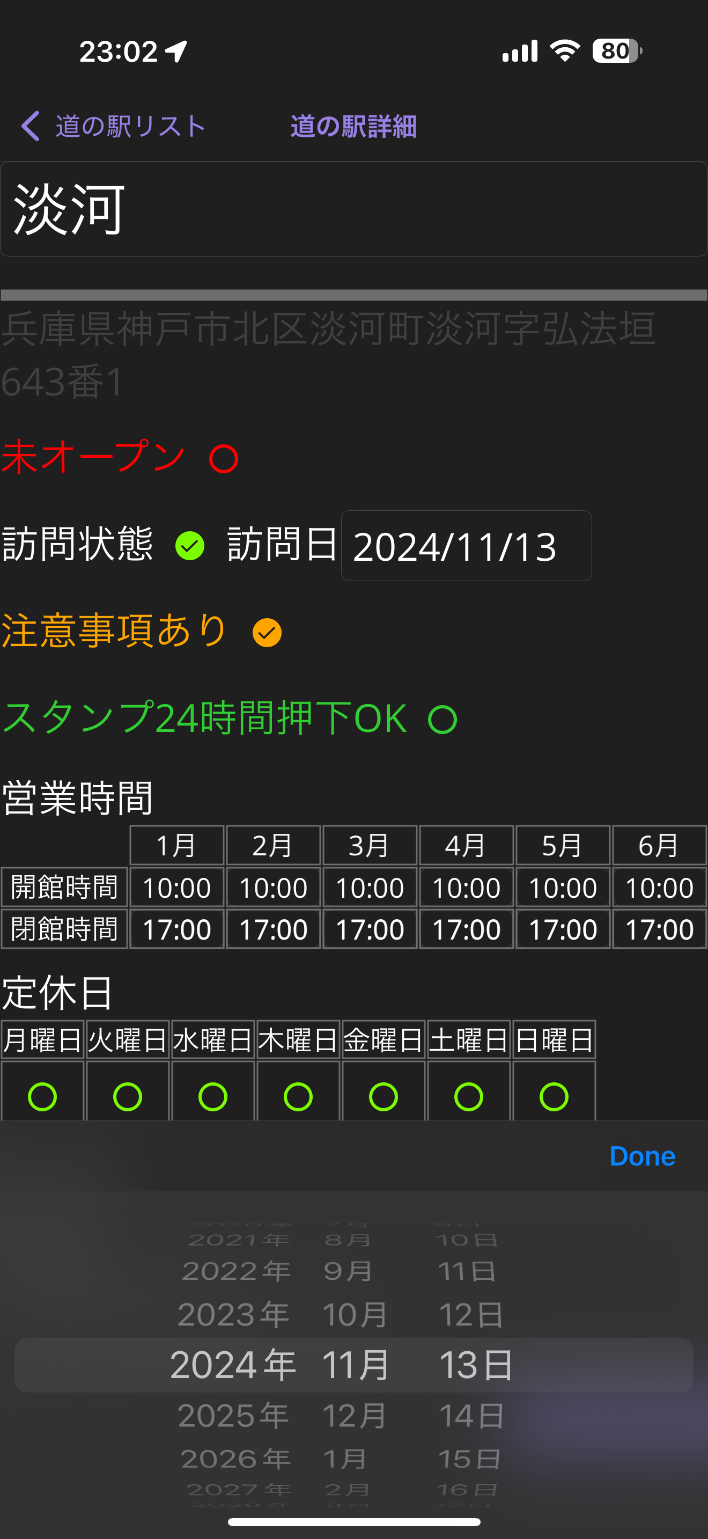 23:02
80
道の駅リスト 道の駅詳細
淡河
兵庫県神戸市北区淡河町淡河字弘法垣
643番1
未オープン
訪問状態 訪問日 2024/11/13
注意事項あり
スタンプ24時間押下OK
営業時間
1月 2月 3月 4月 5月 6月
開館時間 10:00 10:00 10:00 10:00 10:00 10:00
閉館時間 17:00 17:00 17:00 17:00 17:00 17:00
定休日
月曜日 火曜日 水曜日 木曜日 金曜日 土曜日 日曜日
Done
2021年 8月 10日
2022年 9月 11日
2023年 10月 12日
2024年 11月 13日
2025年 12月 14日
2026年 1月 15日
2027年 2月 16日